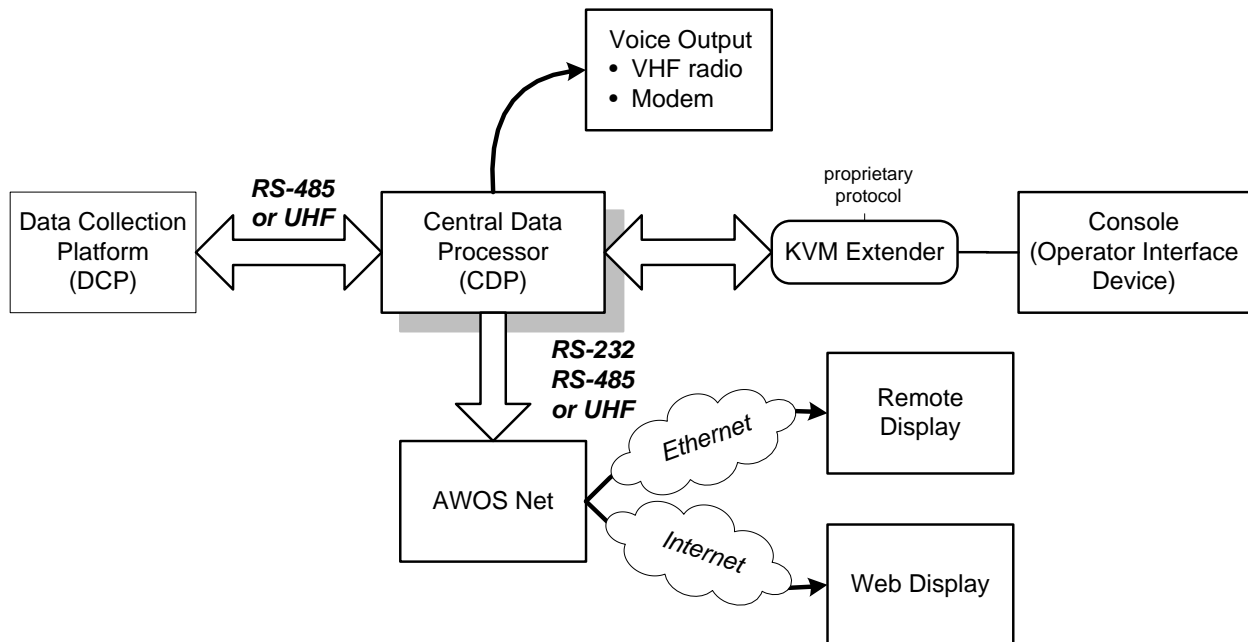 Voice Output
• VHF radio
• Modem
RS-485
or UHF
proprietary
protocol
Data Collection
Platform
(DCP)
Central Data
Processor
(CDP)
KVM Extender
Console
(Operator Interface
Device)
RS-232
RS-485
or UHF
Ethernet
Remote
Display
AWOS Net
Internet
Web Display